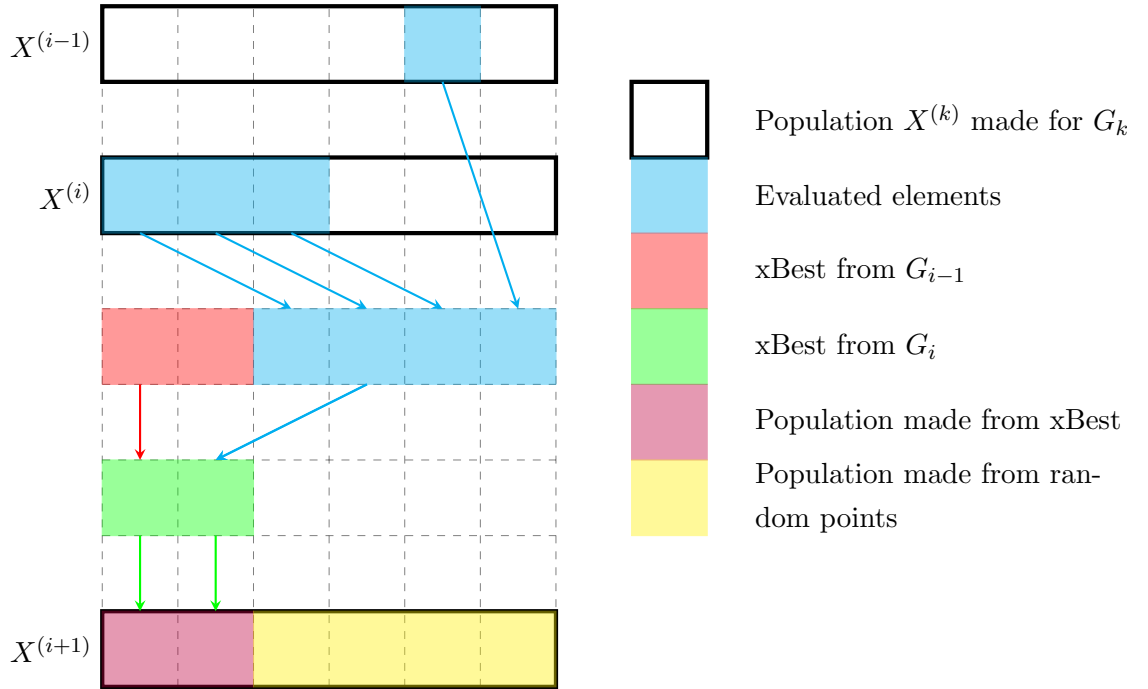 X^{(i−1)}
X^{(i)}
X^{(i+1)}
Population X^{(k)} made for G_k
Evaluated elements
xBest from G_{i−1}
xBest from G_i
Population made from xBest
Population made from ran-
dom points